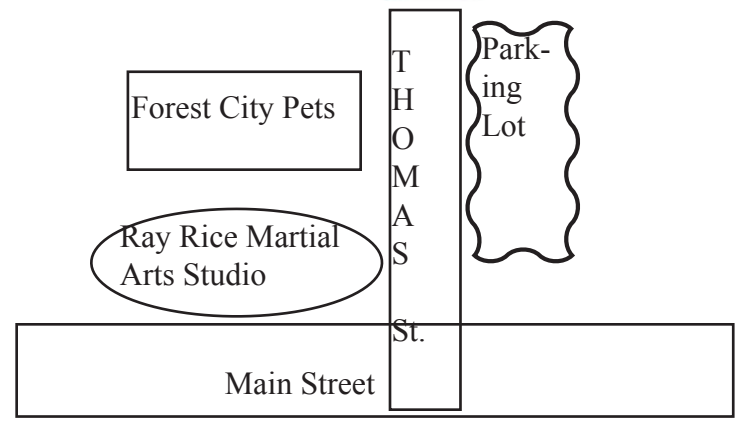 Forest City Pets
Ray Rice Martial
Arts Studio
T
H
O
M
A
S
St.
Park-
ing
Lot
Main Street